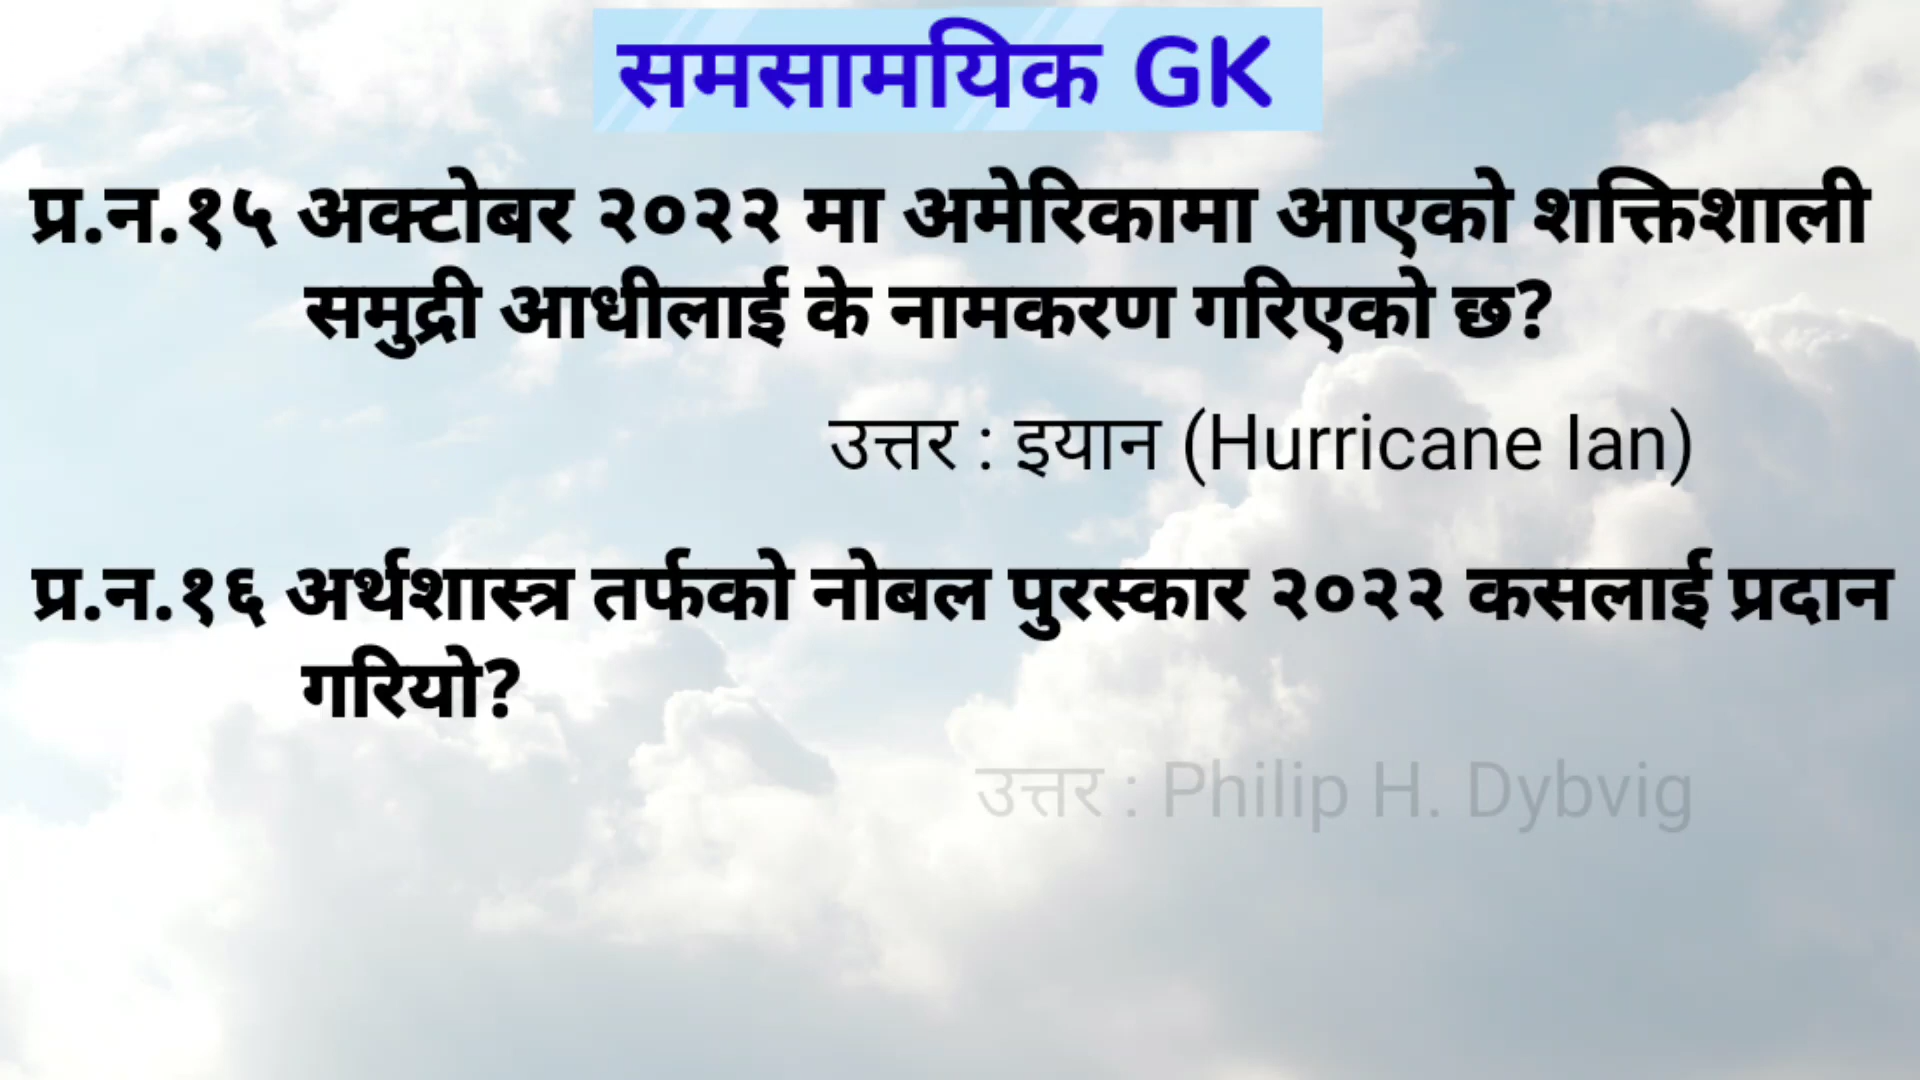 समसामयिक GK
प्र.न.१५ अक्टोबर २०२२ मा अमेरिकामा आएको शक्तिशाली
समुद्री आधीलाई के नामकरण गरिएको छ?
उत्तर : इयान (Hurricane Ian)
प्र.न.१६ अर्थशास्त्र तर्फको नोबल पुरस्कार २०२२ कसलाई प्रदान
गरियो?
उत्तर : Philip H. Dybvig